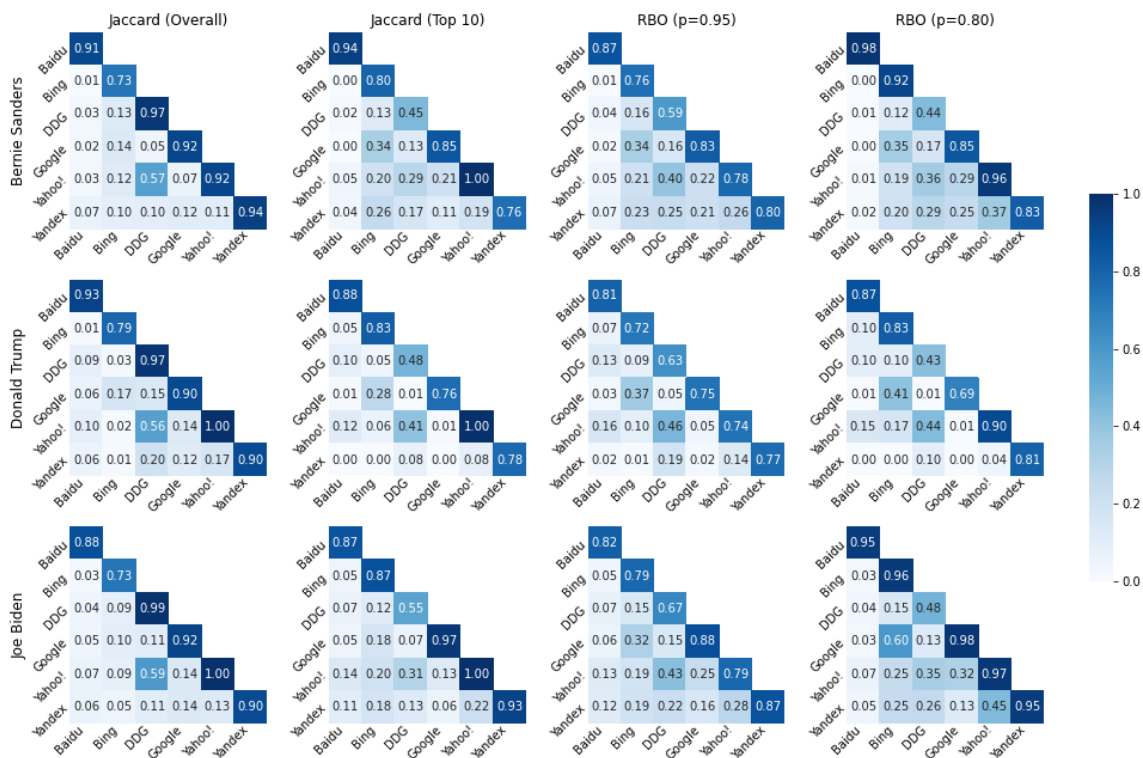 Jaccard (Overall) Jaccard (Top 10) RBO (p=0.95) RBO (p=0.80)
Bernie Sanders
Baidu 0.91 Baidu 0.94 Baidu 0.87 Baidu 0.98
Bing 0.01 0.73 Bing 0.00 0.80 Bing 0.01 0.76 Bing 0.00 0.92
DDG 0.03 0.13 0.97 DDG 0.02 0.13 0.45 DDG 0.04 0.16 0.59 DDG 0.01 0.12 0.44
Google 0.02 0.14 0.05 0.92 Google 0.00 0.34 0.13 0.85 Google 0.02 0.34 0.16 0.83 Google 0.00 0.35 0.17 0.85
Yahoo! 0.03 0.12 0.57 0.07 0.92 Yahoo! 0.05 0.20 0.29 0.21 1.00 Yahoo! 0.05 0.21 0.40 0.22 0.78 Yahoo! 0.01 0.19 0.36 0.29 0.96
Yandex 0.07 0.10 0.10 0.12 0.11 0.94 Yandex 0.04 0.26 0.17 0.11 0.19 0.76 Yandex 0.07 0.23 0.25 0.21 0.26 0.80 Yandex 0.02 0.20 0.29 0.25 0.37 0.83
Baidu Bing DDG Google Yahoo! Yandex Baidu Bing DDG Google Yahoo! Yandex Baidu Bing DDG Google Yahoo! Yandex Baidu Bing DDG Google Yahoo! Yandex
Donald Trump
Baidu 0.93 Baidu 0.88 Baidu 0.81 Baidu 0.87
Bing 0.01 0.79 Bing 0.05 0.83 Bing 0.07 0.72 Bing 0.10 0.83
DDG 0.09 0.03 0.97 DDG 0.10 0.05 0.48 DDG 0.13 0.09 0.63 DDG 0.10 0.10 0.43
Google 0.06 0.17 0.15 0.90 Google 0.01 0.28 0.01 0.76 Google 0.03 0.37 0.05 0.75 Google 0.01 0.41 0.01 0.69
Yahoo! 0.10 0.02 0.56 0.14 1.00 Yahoo! 0.12 0.06 0.41 0.01 1.00 Yahoo! 0.16 0.10 0.46 0.05 0.74 Yahoo! 0.15 0.17 0.44 0.01 0.90
Yandex 0.06 0.01 0.20 0.12 0.17 0.90 Yandex 0.00 0.00 0.08 0.00 0.08 0.78 Yandex 0.02 0.01 0.19 0.02 0.14 0.77 Yandex 0.00 0.00 0.10 0.00 0.04 0.81
Baidu Bing DDG Google Yahoo! Yandex Baidu Bing DDG Google Yahoo! Yandex Baidu Bing DDG Google Yahoo! Yandex Baidu Bing DDG Google Yahoo! Yandex
Joe Biden
Baidu 0.88 Baidu 0.87 Baidu 0.82 Baidu 0.95
Bing 0.03 0.73 Bing 0.05 0.87 Bing 0.05 0.79 Bing 0.03 0.96
DDG 0.04 0.09 0.99 DDG 0.07 0.12 0.55 DDG 0.07 0.15 0.67 DDG 0.04 0.15 0.48
Google 0.05 0.10 0.11 0.92 Google 0.05 0.18 0.07 0.97 Google 0.06 0.32 0.15 0.88 Google 0.03 0.60 0.13 0.98
Yahoo! 0.07 0.09 0.59 0.14 1.00 Yahoo! 0.14 0.20 0.31 0.13 1.00 Yahoo! 0.13 0.19 0.43 0.25 0.79 Yahoo! 0.07 0.25 0.35 0.32 0.97
Yandex 0.06 0.05 0.11 0.14 0.13 0.90 Yandex 0.11 0.18 0.13 0.06 0.22 0.93 Yandex 0.12 0.19 0.22 0.16 0.28 0.87 Yandex 0.05 0.25 0.26 0.13 0.45 0.95
Baidu Bing DDG Google Yahoo! Yandex Baidu Bing DDG Google Yahoo! Yandex Baidu Bing DDG Google Yahoo! Yandex Baidu Bing DDG Google Yahoo! Yandex
1.0
0.8
0.6
0.4
0.2
0.0